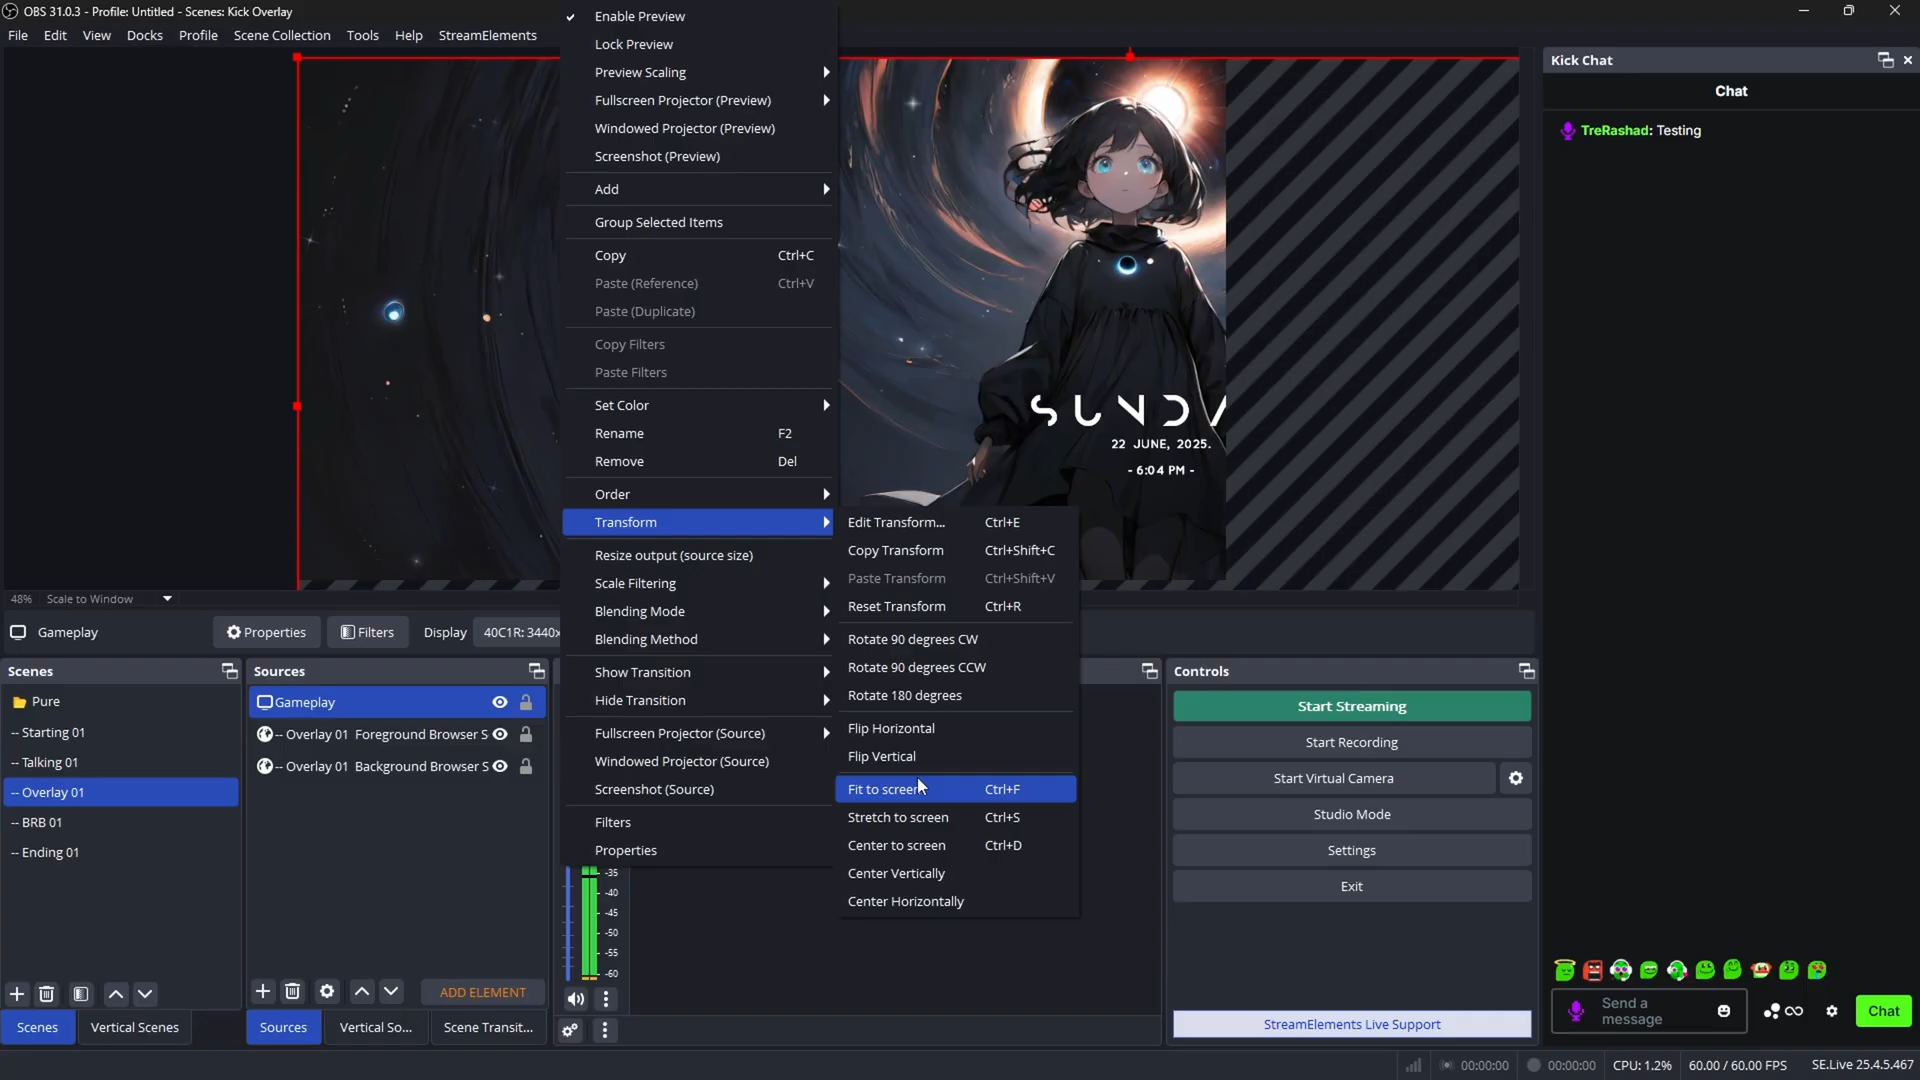 OBS 31.0.3 - Profile: Untitled - Scenes: Kick Overlay
File Edit View Docks Profile Scene Collection Tools Help StreamElements
Enable Preview
Lock Preview
Preview Scaling
Fullscreen Projector (Preview)
Windowed Projector (Preview)
Screenshot (Preview)
Add
Group Selected Items
Copy Ctrl+C
Paste (Reference) Ctrl+V
Paste (Duplicate)
Copy Filters
Paste Filters
Set Color
Rename F2
Remove Del
Order
Transform
Resize output (source size)
Scale Filtering
Blending Mode
Blending Method
Show Transition
Hide Transition
Fullscreen Projector (Source)
Windowed Projector (Source)
Screenshot (Source)
Filters
Properties
Edit Transform... Ctrl+E
Copy Transform Ctrl+Shift+C
Paste Transform Ctrl+Shift+V
Reset Transform Ctrl+R
Rotate 90 degrees CW
Rotate 90 degrees CCW
Rotate 180 degrees
Flip Horizontal
Flip Vertical
Fit to screen Ctrl+F
Stretch to screen Ctrl+S
Center to screen Ctrl+D
Center Vertically
Center Horizontally
SUNDA
22 JUNE, 2025.
- 6:04 PM -
Kick Chat
Chat
TreRashad: Testing
48% Scale to Window
Gameplay Properties Filters Display 40C1R: 3440x
Scenes
Pure
-- Starting 01
-- Talking 01
-- Overlay 01
-- BRB 01
-- Ending 01
Scenes Vertical Scenes
Sources
Gameplay
-- Overlay 01 Foreground Browser S
-- Overlay 01 Background Browser S
ADD ELEMENT
Sources Vertical So... Scene Transit...
-35
-40
-45
-50
-55
-60
Controls
Start Streaming
Start Recording
Start Virtual Camera
Studio Mode
Settings
Exit
StreamElements Live Support
Send a
message
Chat
00:00:00 00:00:00 CPU: 1.2% 60.00 / 60.00 FPS SE.Live 25.4.5.467